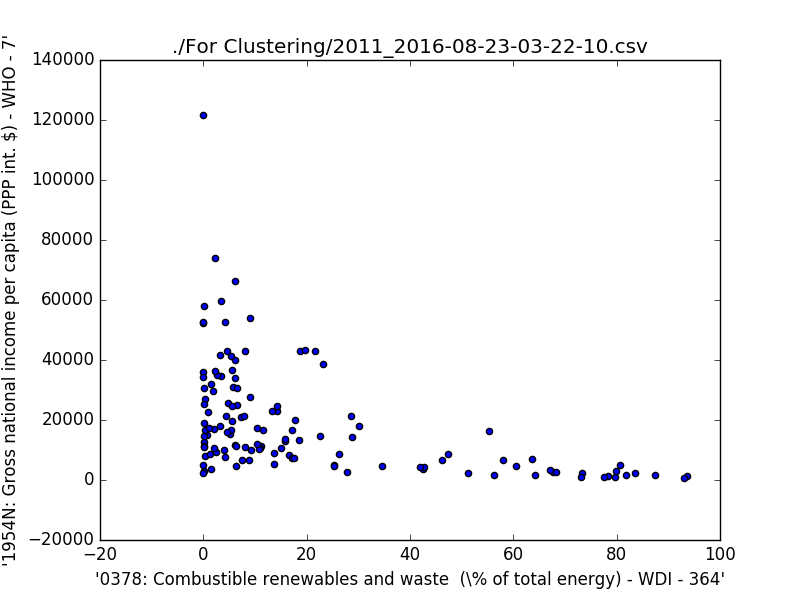 ./For Clustering/2011_2016-08-23-03-22-10.csv
'1954N: Gross national income per capita (PPP int. $) - WHO - 7'
140000
120000
100000
80000
60000
40000
20000
0
−20000
−20 0 20 40 60 80 100
'0378: Combustible renewables and waste  (\% of total energy) - WDI - 364'